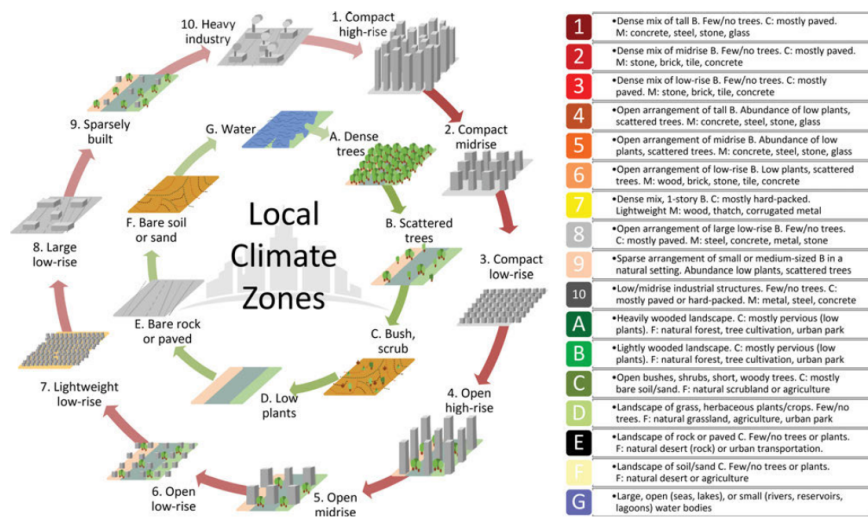 10. Heavy
industry
1. Compact
high-rise
2. Compact
midrise
3. Compact
low-rise
4. Open
high-rise
5. Open
midrise
6. Open
low-rise
7. Lightweight
low-rise
8. Large
low-rise
9. Sparsely
built
G. Water
A. Dense
trees
B. Scattered
trees
C. Bush,
scrub
D. Low
plants
E. Bare rock
or paved
F. Bare soil
or sand
Local
Climate
Zones
1
•Dense mix of tall B. Few/no trees. C: mostly paved.
M: concrete, steel, stone, glass
2
•Dense mix of midrise B. Few/no trees. C: mostly paved.
M: stone, brick, tile, concrete
3
•Dense mix of low-rise B. Few/no trees. C: mostly
paved. M: stone, brick, tile, concrete
4
•Open arrangement of tall B. Abundance of low plants,
scattered trees. M: concrete, steel, stone, glass
5
•Open arrangement of midrise B. Abundance of low
plants, scattered trees. M: concrete, steel, stone, glass
6
•Open arrangement of low-rise B. Low plants, scattered
trees. M: wood, brick, stone, tile, concrete
7
•Dense mix, 1-story B. C: mostly hard-packed.
Lightweight M: wood, thatch, corrugated metal
8
•Open arrangement of large low-rise B. Few/no trees.
C: mostly paved. M: steel, concrete, metal, stone
9
•Sparse arrangement of small or medium-sized B in a
natural setting. Abundance low plants, scattered trees
10
•Low/midrise industrial structures. Few/no trees. C:
mostly paved or hard-packed. M: metal, steel, concrete
A
•Heavily wooded landscape. C: mostly pervious (low
plants). F: natural forest, tree cultivation, urban park
B
•Lightly wooded landscape. C: mostly pervious (low
plants). F: natural forest, tree cultivation, urban park
C
•Open bushes, shrubs, short, woody trees. C: mostly
bare soil/sand. F: natural scrubland or agriculture
D
•Landscape of grass, herbaceous plants/crops. Few/no
trees. F: natural grassland, agriculture, urban park
E
•Landscape of rock or paved C. Few/no trees or plants.
F: natural desert (rock) or urban transportation.
F
•Landscape of soil/sand C. Few/no trees or plants.
F: natural desert or agriculture
G
•Large, open (seas, lakes), or small (rivers, reservoirs,
lagoons) water bodies